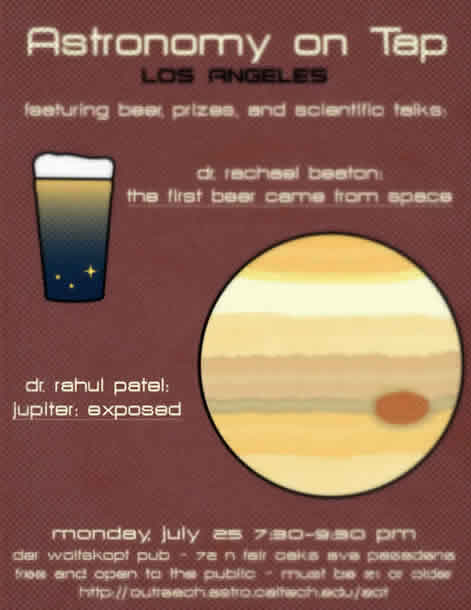 Astronomy on Tap
LOS ANGELES
featuring beer, prizes, and scientific talks:
dr. rachael beaton:
the first beer came from space
dr. rahul patel:
jupiter: exposed
monday, july 25 7:30-9:30 pm
der wolfskopf pub - 72 n fair oaks ave pasadena
free and open to the public - must be 21 or older
http://outreach.astro.caltech.edu/aot